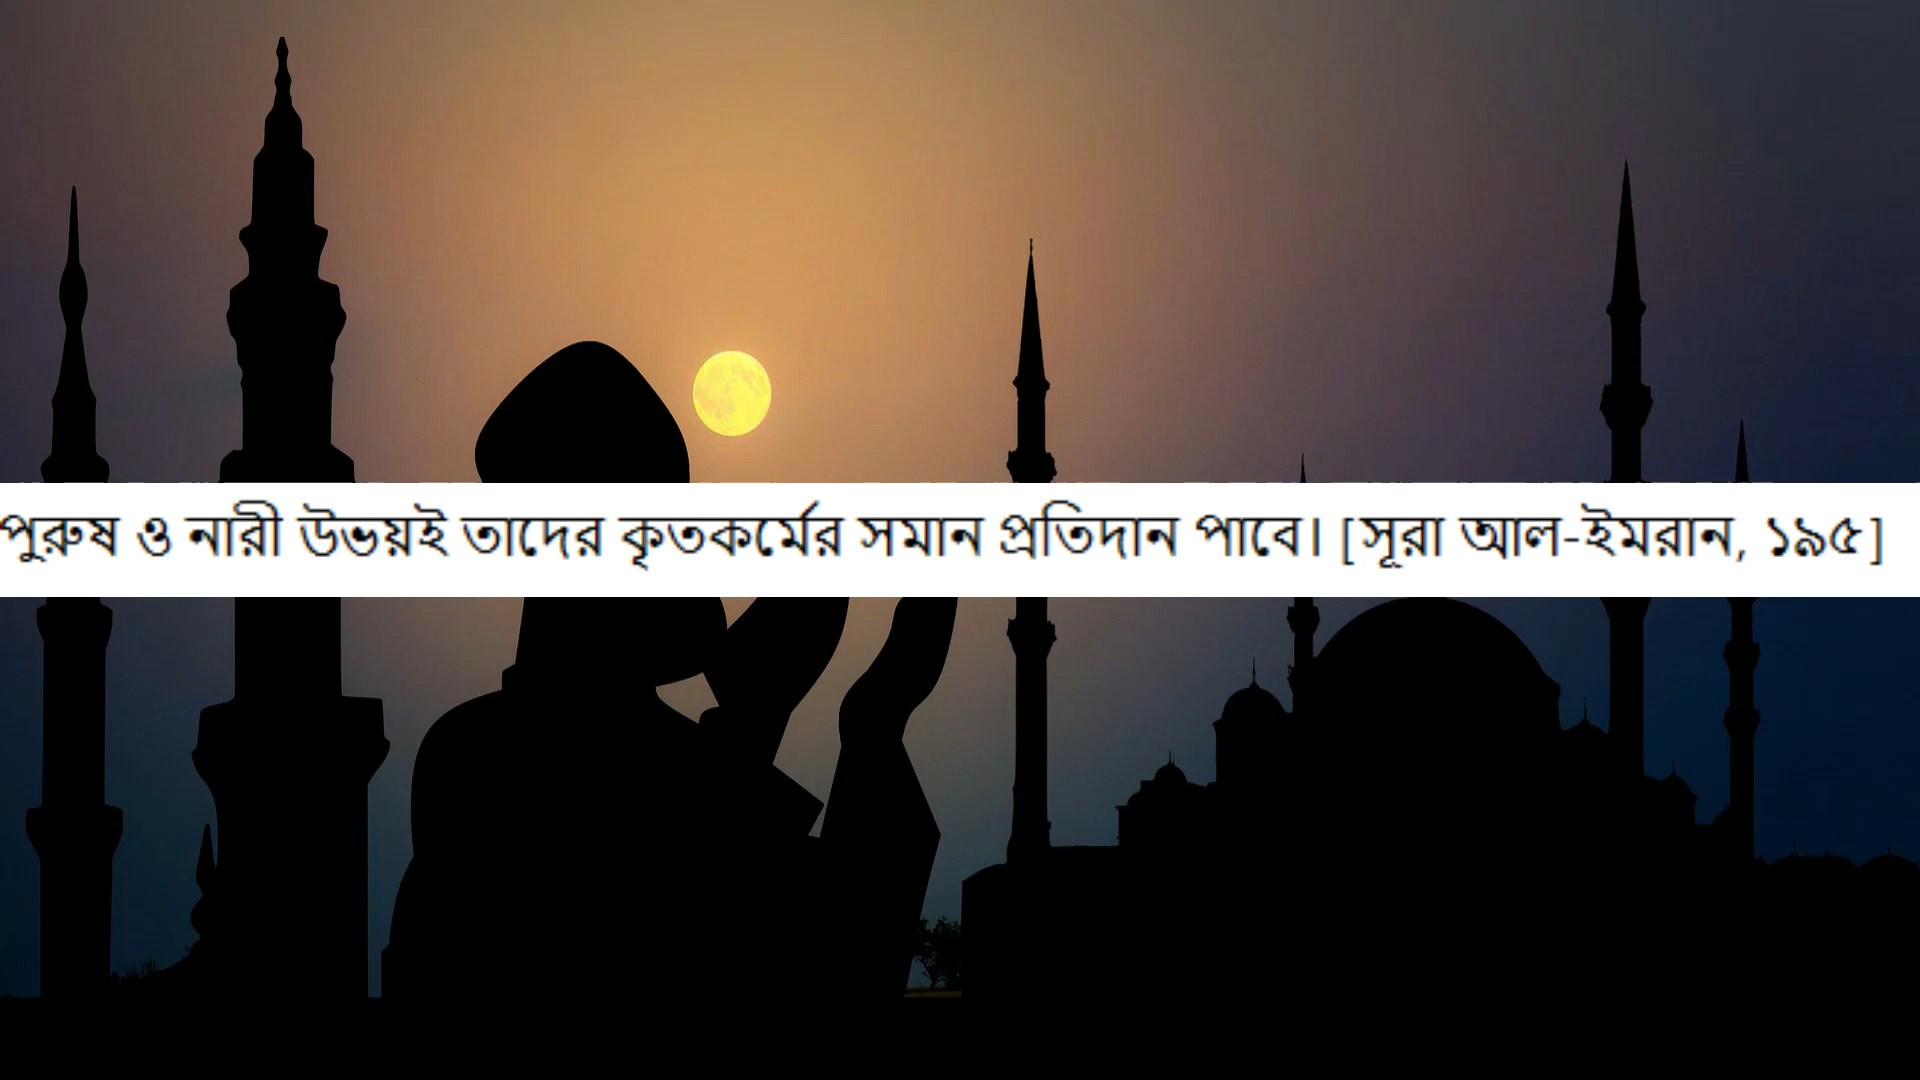 পুরুষ ও নারী উভয়ই তাদের কৃতকর্মের সমান প্রতিদান পাবে। [সূরা আল-ইমরান, ১৯৫]